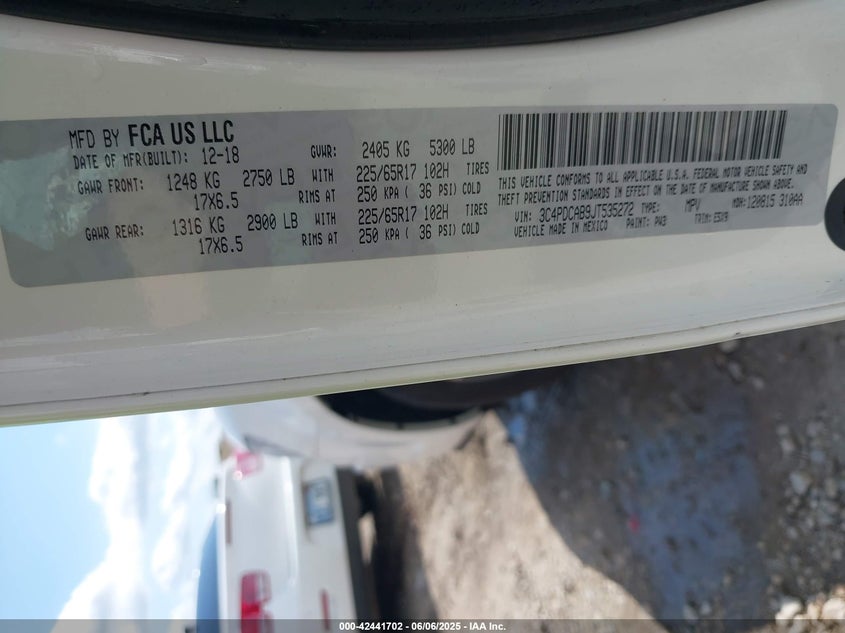 MFD BY FCA US LLC
DATE OF MFR(BUILT): 12-18 GVWR: 2405 KG 5300 LB
GAWR FRONT: 1248 KG 2750 LB WITH 225/65R17 102H TIRES
17X6.5 RIMS AT 250 KPA ( 36 PSI) COLD
GAWR REAR: 1316 KG 2900 LB WITH 225/65R17 102H TIRES
17X6.5 RIMS AT 250 KPA ( 36 PSI) COLD
THIS VEHICLE CONFORMS TO ALL APPLICABLE U.S.A. FEDERAL MOTOR VEHICLE SAFETY AND
THEFT PREVENTION STANDARDS IN EFFECT ON THE DATE OF MANUFACTURE SHOWN ABOVE.
VIN: 3C4PDCAB9JT535272 TYPE: MPV MDH: 120815 310AA
VEHICLE MADE IN MEXICO PAINT: PW3 TRIM: E5X9
000-42441702 - 06/06/2025 - IAA Inc.